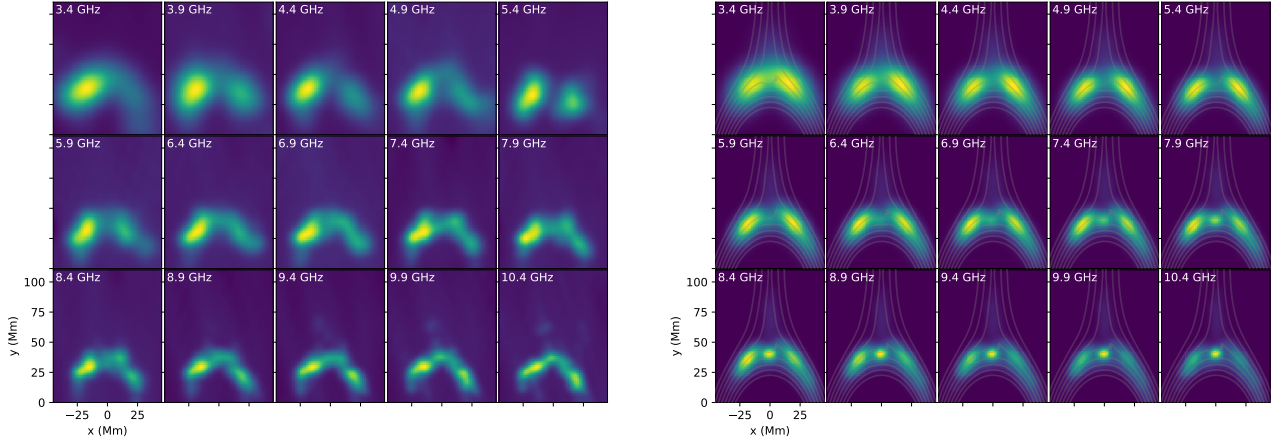 3.4 GHz 3.9 GHz 4.4 GHz 4.9 GHz 5.4 GHz 3.4 GHz 3.9 GHz 4.4 GHz 4.9 GHz 5.4 GHz
5.9 GHz 6.4 GHz 6.9 GHz 7.4 GHz 7.9 GHz 5.9 GHz 6.4 GHz 6.9 GHz 7.4 GHz 7.9 GHz
8.4 GHz 8.9 GHz 9.4 GHz 9.9 GHz 10.4 GHz 8.4 GHz 8.9 GHz 9.4 GHz 9.9 GHz 10.4 GHz
100 100
75 75
y (Mm) y (Mm)
50 50
25 25
0 0
−25 0 25 −25 0 25
x (Mm) x (Mm)